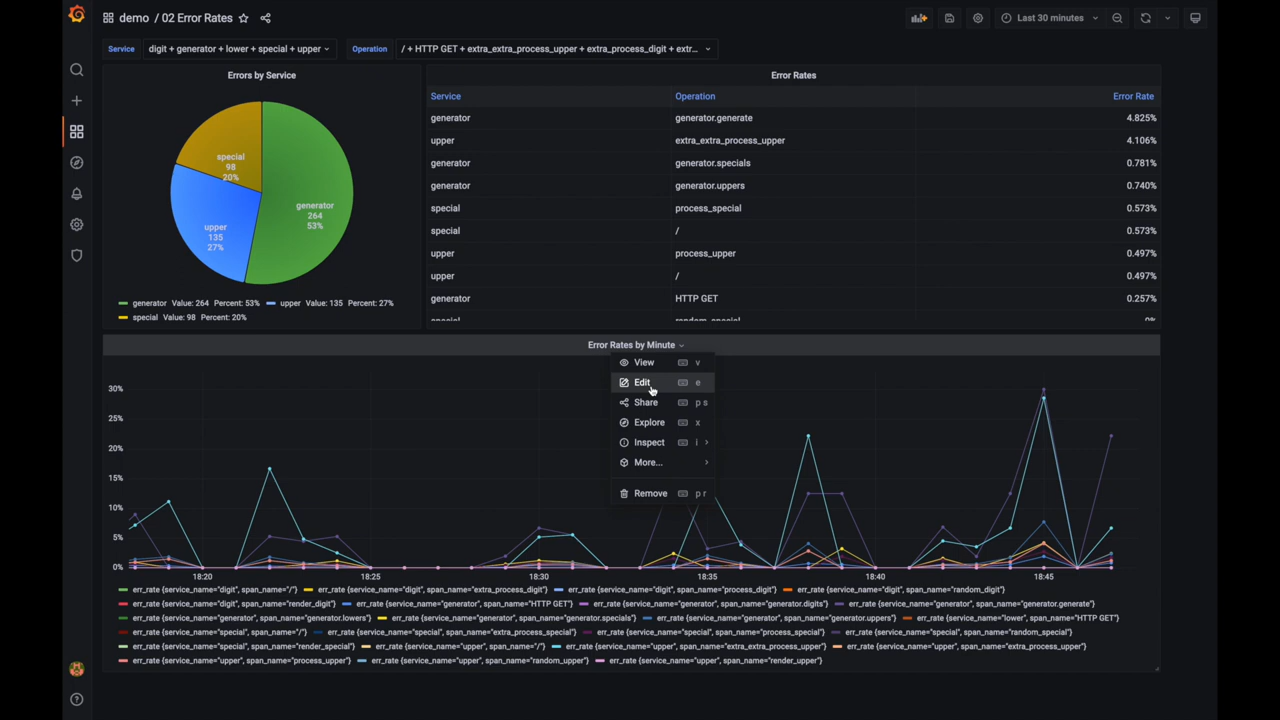 demo / 02 Error Rates
Last 30 minutes
Service digit + generator + lower + special + upper Operation / + HTTP GET + extra_extra_process_upper + extra_process_digit + extr...
Errors by Service
special
98
20%
generator
264
53%
upper
135
27%
generator Value: 264 Percent: 53% upper Value: 135 Percent: 27%
special Value: 98 Percent: 20%
Error Rates
Service Operation Error Rate
generator generator.generate 4.825%
upper extra_extra_process_upper 4.106%
generator generator.specials 0.781%
generator generator.uppers 0.740%
special process_special 0.573%
special / 0.573%
upper process_upper 0.497%
upper / 0.497%
generator HTTP GET 0.257%
special random_special 0%
Error Rates by Minute
View v
Edit e
Share p s
Explore x
Inspect i
More...
Remove p r
30%
25%
20%
15%
10%
5%
0%
18:20 18:25 18:30 18:35 18:40 18:45
err_rate {service_name="digit", span_name="/"} err_rate {service_name="digit", span_name="extra_process_digit"} err_rate {service_name="digit", span_name="process_digit"} err_rate {service_name="digit", span_name="random_digit"}
err_rate {service_name="digit", span_name="render_digit"} err_rate {service_name="generator", span_name="HTTP GET"} err_rate {service_name="generator", span_name="generator.digits"} err_rate {service_name="generator", span_name="generator.generate"}
err_rate {service_name="generator", span_name="generator.lowers"} err_rate {service_name="generator", span_name="generator.specials"} err_rate {service_name="generator", span_name="generator.uppers"} err_rate {service_name="lower", span_name="HTTP GET"}
err_rate {service_name="special", span_name="/"} err_rate {service_name="special", span_name="extra_process_special"} err_rate {service_name="special", span_name="process_special"} err_rate {service_name="special", span_name="random_special"}
err_rate {service_name="special", span_name="render_special"} err_rate {service_name="upper", span_name="/"} err_rate {service_name="upper", span_name="extra_extra_process_upper"} err_rate {service_name="upper", span_name="extra_process_upper"}
err_rate {service_name="upper", span_name="process_upper"} err_rate {service_name="upper", span_name="random_upper"} err_rate {service_name="upper", span_name="render_upper"}